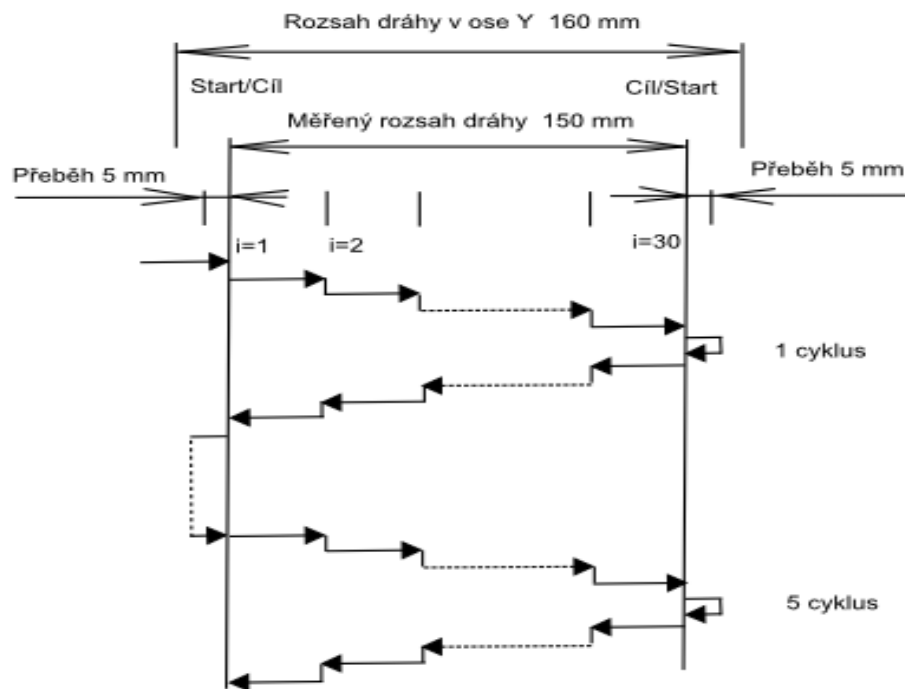 Rozsah dráhy v ose Y 160 mm
Start/Cíl
Cíl/Start
Měřený rozsah dráhy 150 mm
Přeběh 5 mm
Přeběh 5 mm
i=1
i=2
i=30
1 cyklus
5 cyklus